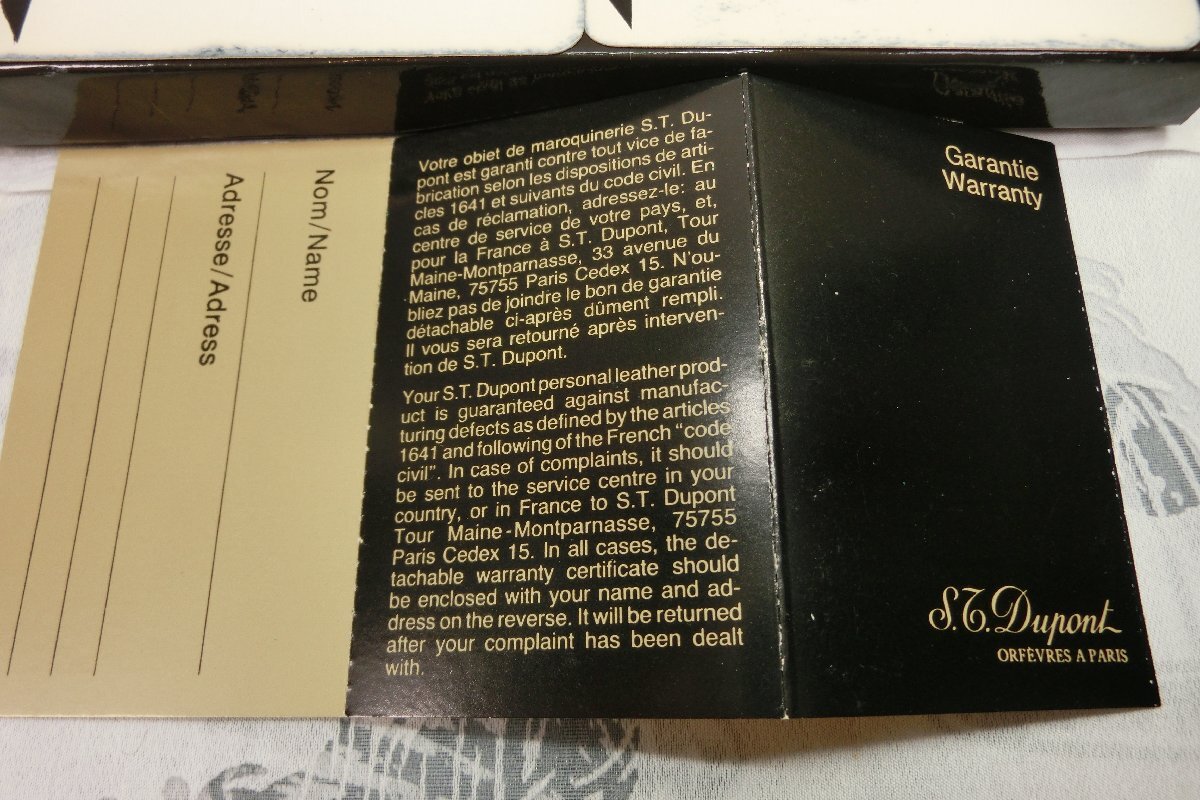 Nom/Name
Adresse/Adress
Votre objet de maroquinerie S.T. Du-
pont est garanti contre tout vice de fa-
brication selon les dispositions de arti-
cles 1641 et suivants du code civil. En
cas de réclamation, adressez-le: au
centre de service de votre pays, et,
pour la France à S.T. Dupont, Tour
Maine-Montparnasse, 33 avenue du
Maine, 75755 Paris Cedex 15. N'ou-
bliez pas de joindre le bon de garantie
détachable ci-après dûment rempli.
Il vous sera retourné après interven-
tion de S.T. Dupont.
Your S.T. Dupont personal leather prod-
uct is guaranteed against manufac-
turing defects as defined by the articles
1641 and following of the French "code
civil". In case of complaints, it should
be sent to the service centre in your
country, or in France to S.T. Dupont
Tour Maine-Montparnasse, 75755
Paris Cedex 15. In all cases, the de-
tachable warranty certificate should
be enclosed with your name and ad-
dress on the reverse. It will be returned
after your complaint has been dealt
with.
Garantie
Warranty
S.T. Dupont
ORFÈVRES A PARIS